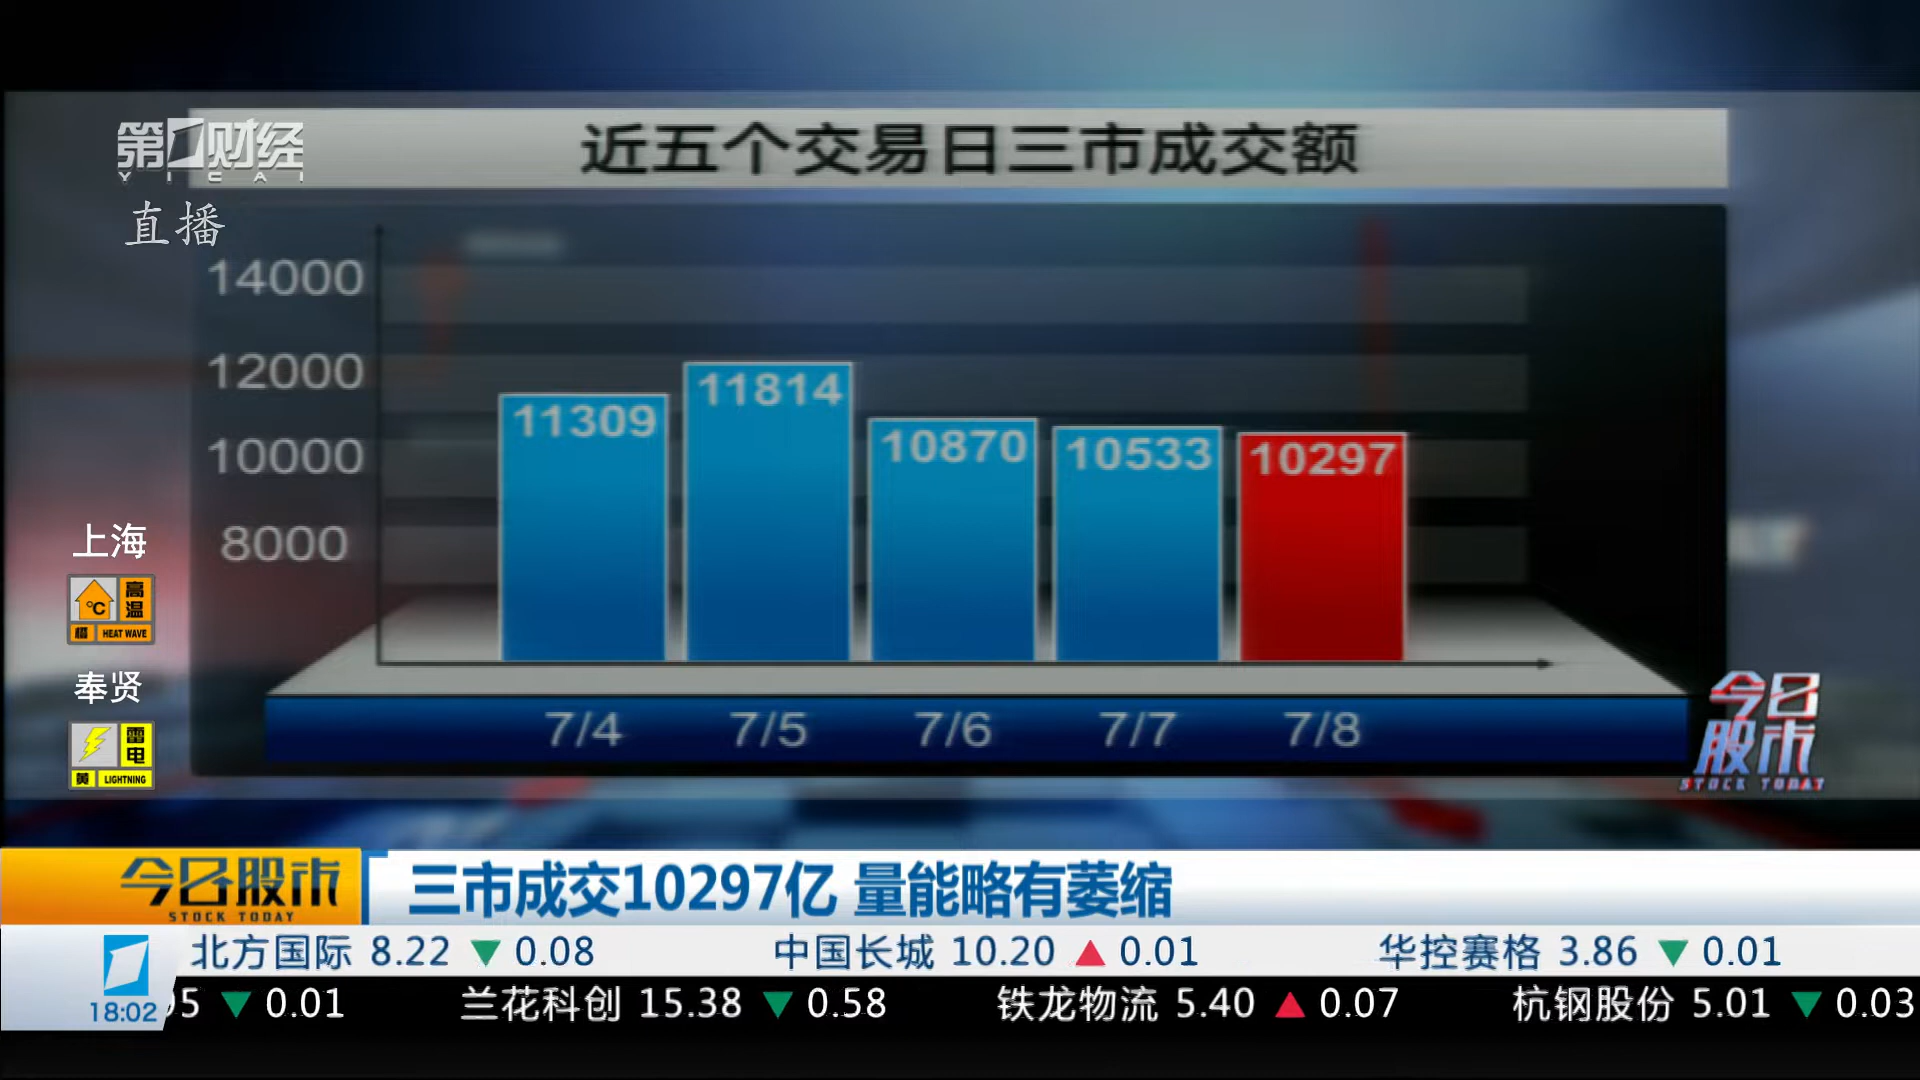 第1财经
YICAI
直播
近五个交易日三市成交额
14000
12000
10000
8000
11309
11814
10870
10533
10297
7/4
7/5
7/6
7/7
7/8
上海
℃
高温
橙 HEAT WAVE
奉贤
雷电
黄 LIGHTNING
今日股市
STOCK TODAY
今日股市
STOCK TODAY
三市成交10297亿 量能略有萎缩
北方国际 8.22 ▼ 0.08 中国长城 10.20 ▲ 0.01 华控赛格 3.86 ▼ 0.01
18:02
95 ▼ 0.01 兰花科创 15.38 ▼ 0.58 铁龙物流 5.40 ▲ 0.07 杭钢股份 5.01 ▼ 0.03